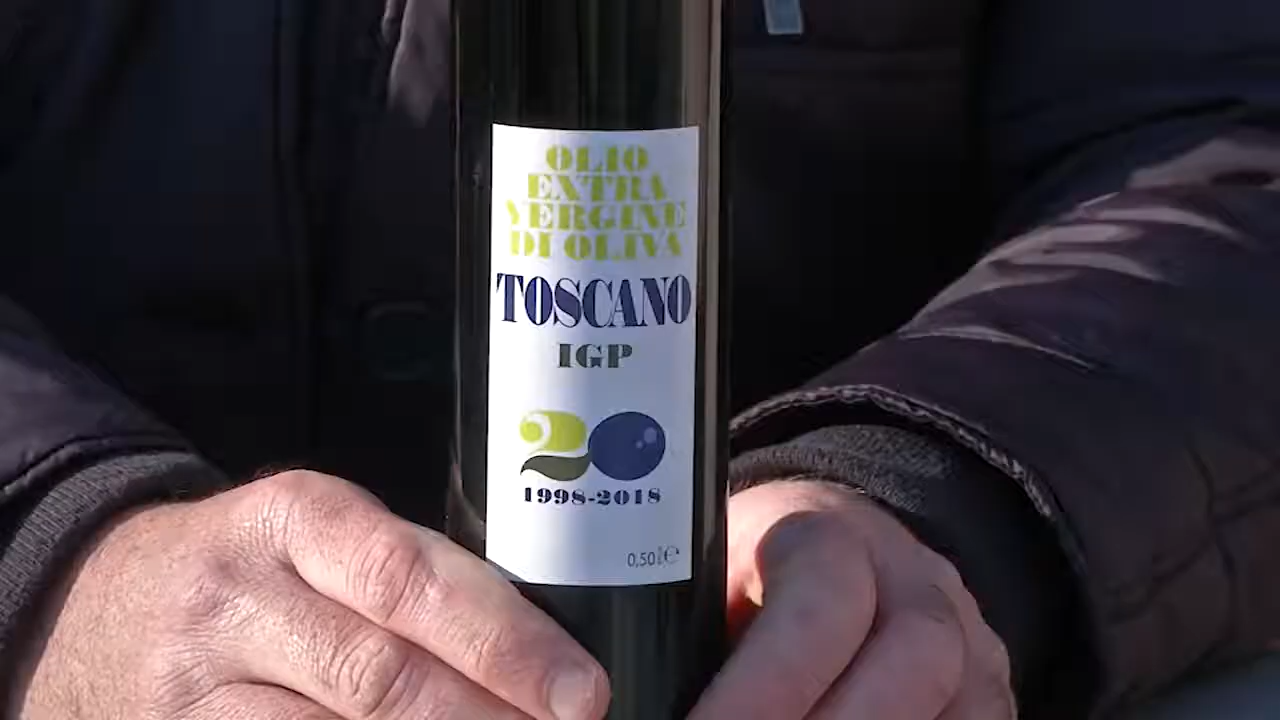 OLIO
EXTRA
VERGINE
DI OLIVA
TOSCANO
IGP
20
1998-2018
0,50 l e